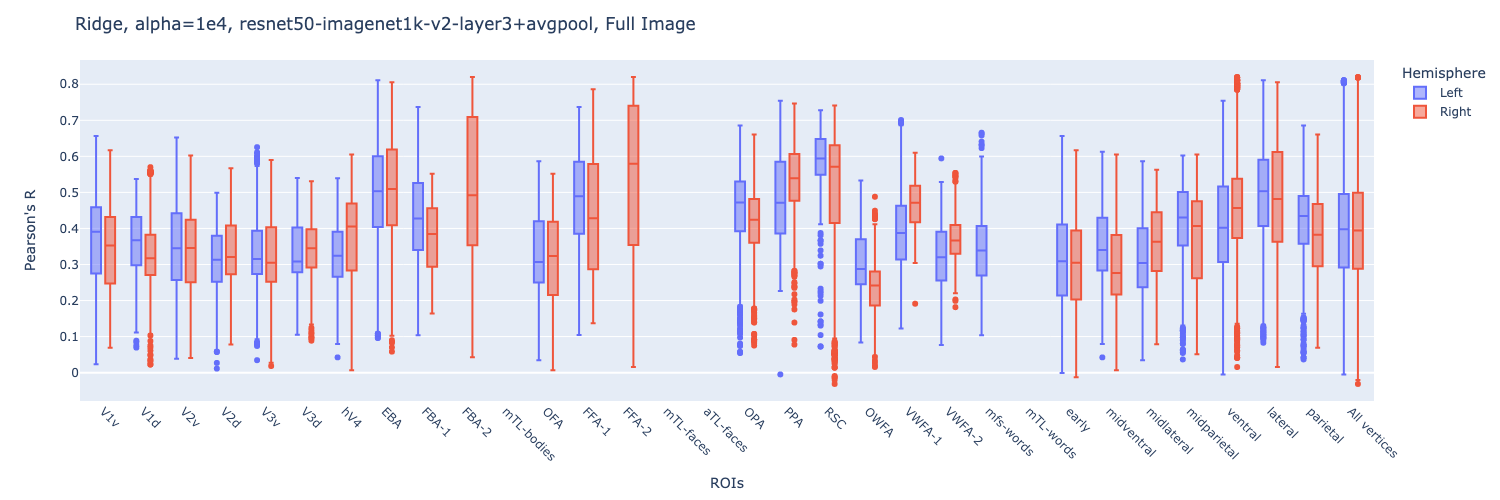 Ridge, alpha=1e4, resnet50-imagenet1k-v2-layer3+avgpool, Full Image
Hemisphere
Left
Right
Pearson's R
0.8
0.7
0.6
0.5
0.4
0.3
0.2
0.1
0
V1v
V1d
V2v
V2d
V3v
V3d
hV4
EBA
FBA-1
FBA-2
mTL-bodies
OFA
FFA-1
FFA-2
mTL-faces
aTL-faces
OPA
PPA
RSC
OWFA
VWFA-1
VWFA-2
mfs-words
mTL-words
early
midventral
midlateral
midparietal
ventral
lateral
parietal
All vertices
ROIs